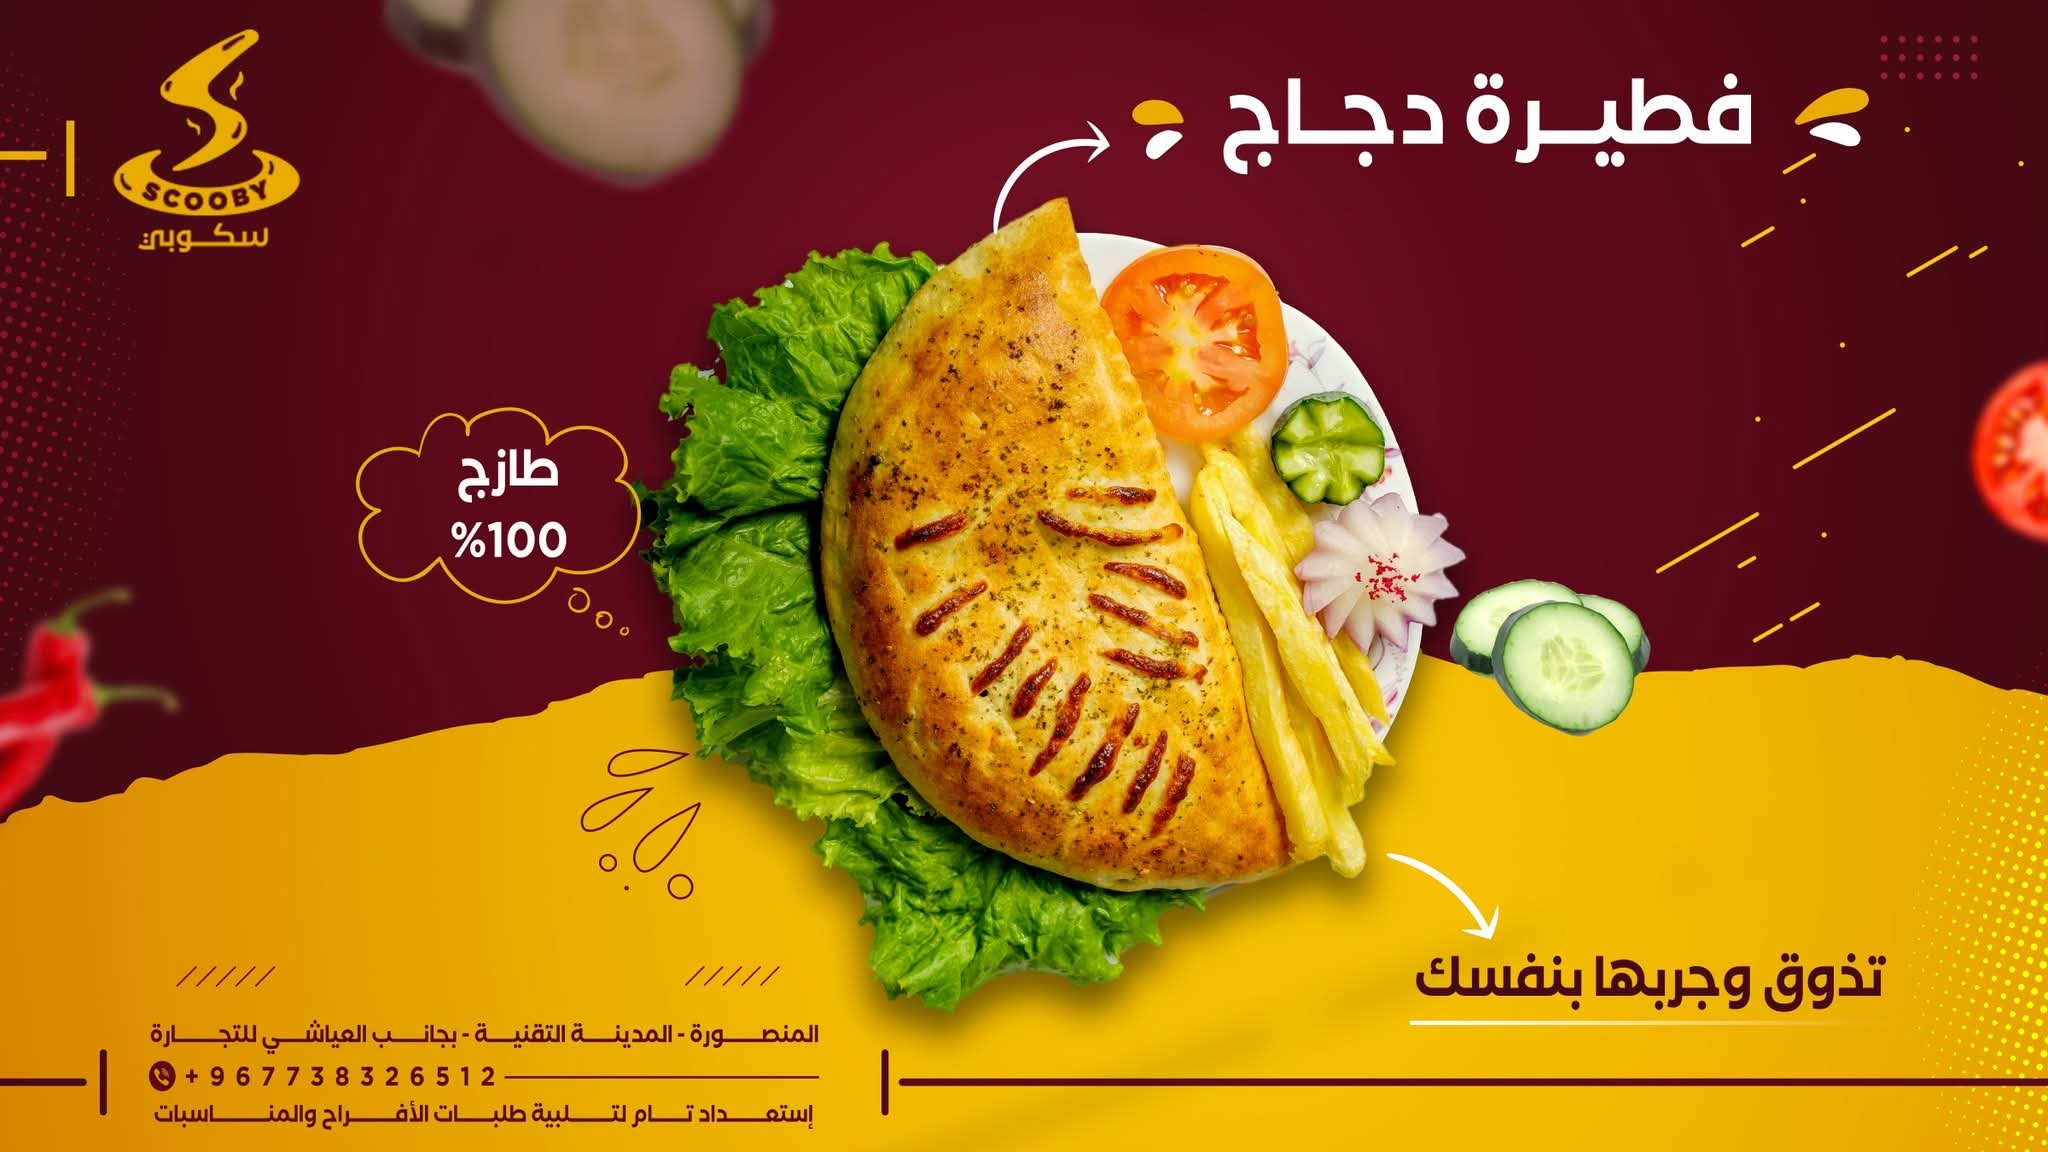 SCOOBY
سكوبي
فطيرة دجاج
طازج
%100
تذوق وجربها بنفسك
المنصورة - المدينة التقنية - بجانب العياشي للتجارة
+967738326512
إستعداد تام لتلبية طلبات الأفراح والمناسبات